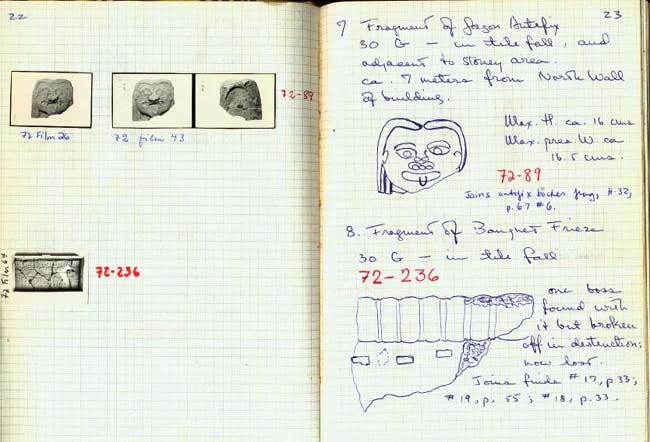 22
72-89
72 Film 26
72 film 43
72 Film 64
72-236
23
7 Fragment of Gorgon Antefix
30 G – in tile fall, and
adjacent to stoney area.
ca. 7 meters from North Wall
of building.
Max. H. ca. 16 cms
Max. pres. W. ca
16.5 cms.
72-89
Joins antefix backer frag, H-32,
p. 67 #6.
8. Fragment of Banquet Frieze
30 G – in tile fall
72-236
one boss
found with
it but broken
off in destruction;
now lost.
Joins finds #17, p 33;
#19, p. 55; #18, p. 33.